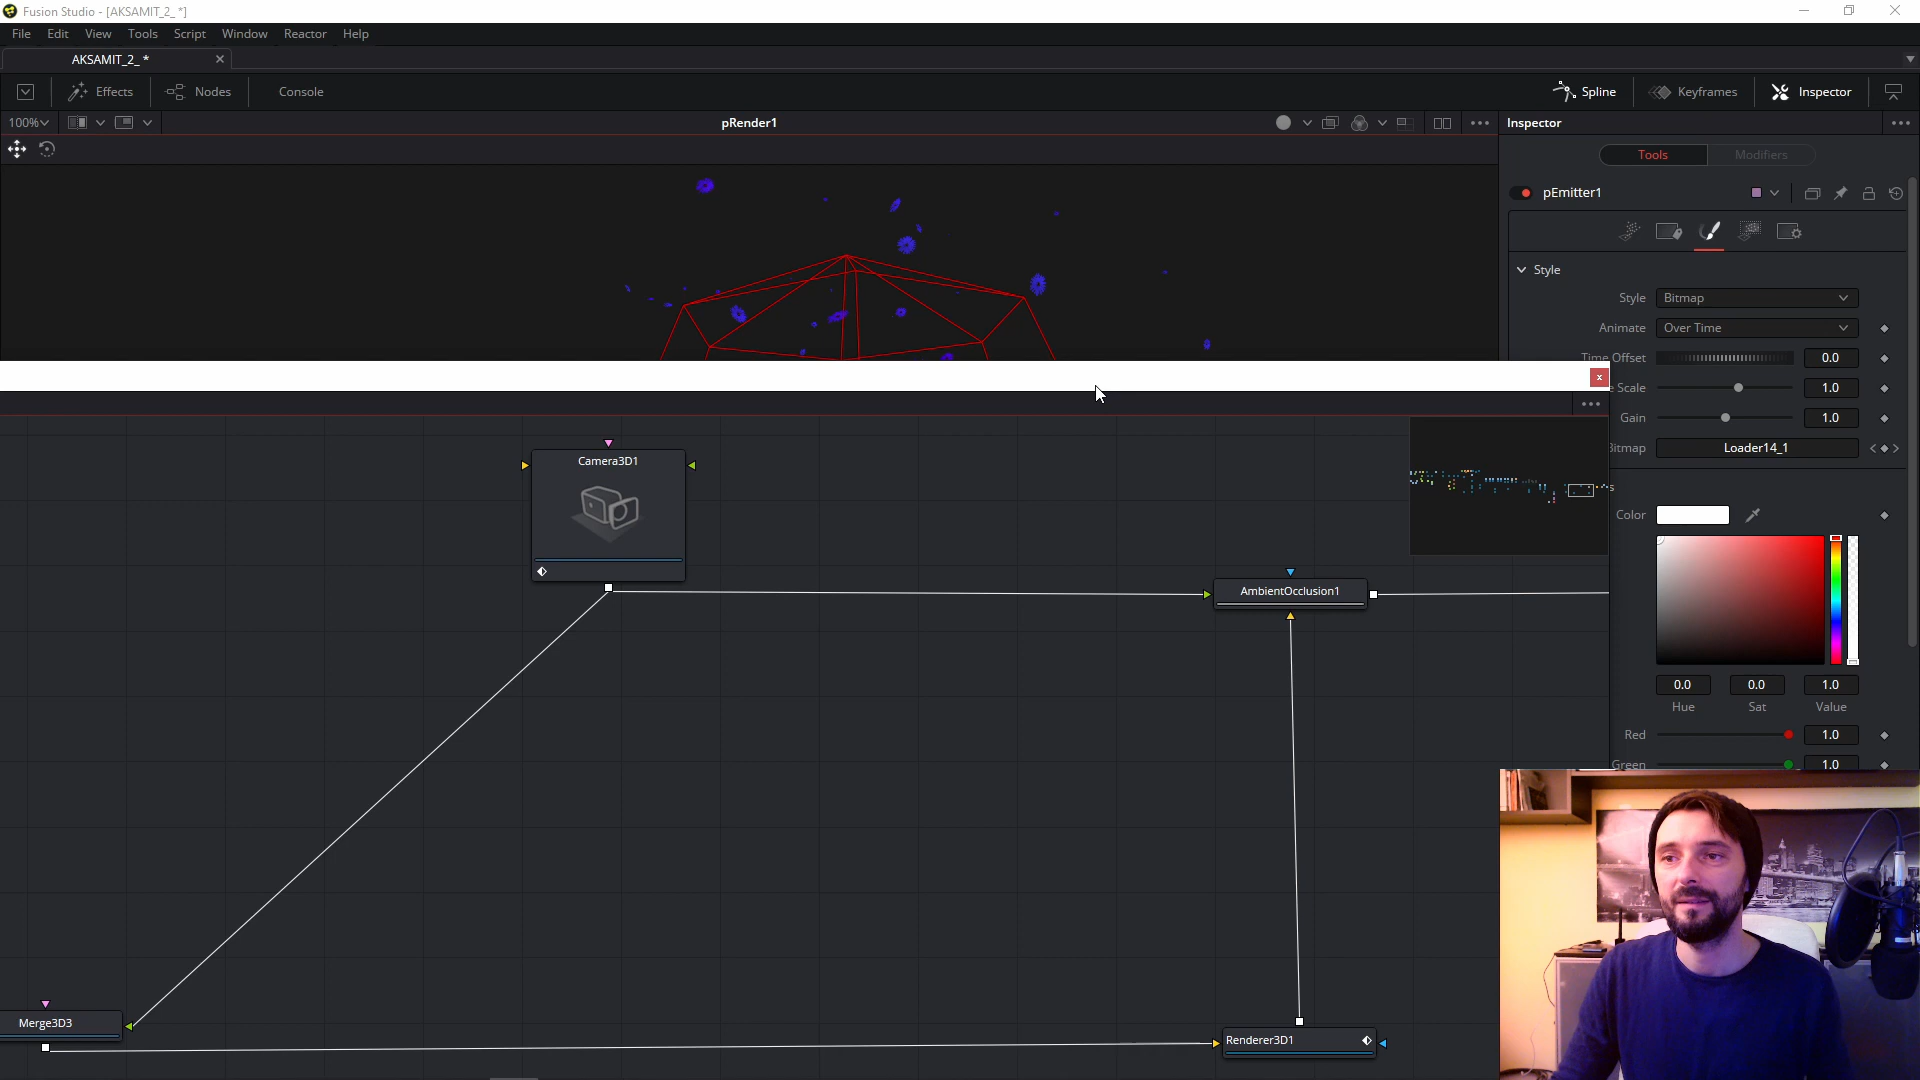 Fusion Studio - [AKSAMIT_2_ *]
File Edit View Tools Script Window Reactor Help
AKSAMIT_2_ *
Effects Nodes Console Spline Keyframes Inspector
100% pRender1 Inspector
Tools Modifiers
pEmitter1
Style
Style Bitmap
Animate Over Time
Time Offset 0.0
e Scale 1.0
Gain 1.0
Bitmap Loader14_1
s
Color
0.0 0.0 1.0
Hue Sat Value
Red 1.0
Green 1.0
Camera3D1
AmbientOcclusion1
Merge3D3
Renderer3D1